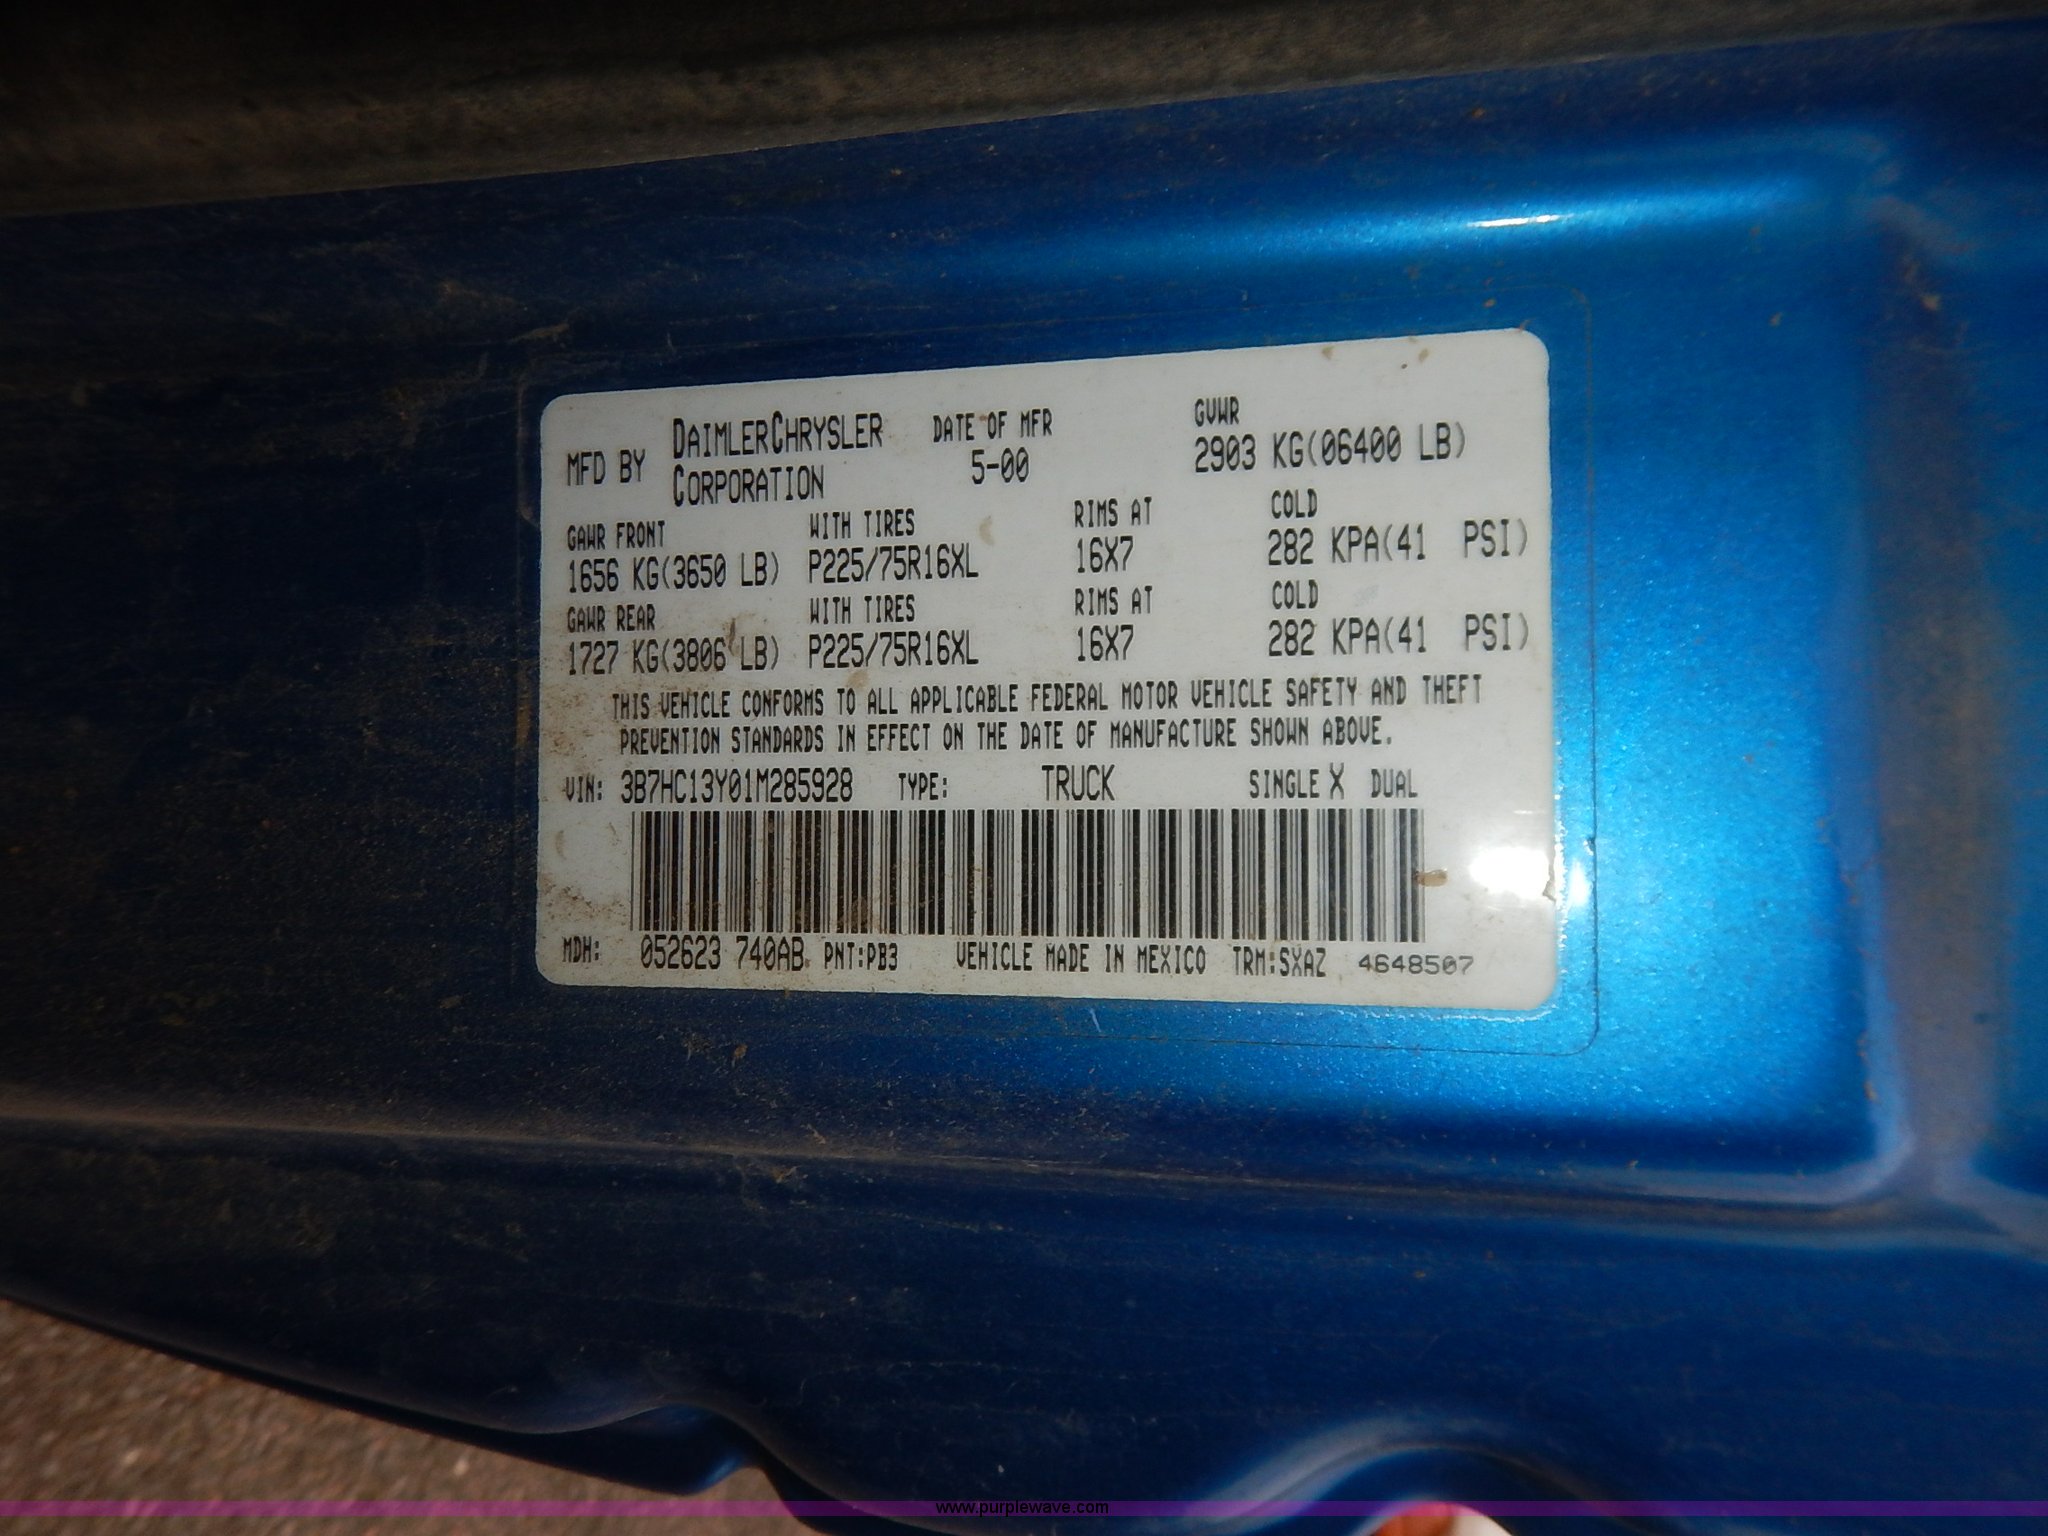 MFD BY DAIMLERCHRYSLER CORPORATION
DATE OF MFR
5-00
GVWR
2903 KG(06400 LB)
GAWR FRONT WITH TIRES RIMS AT COLD
1656 KG(3650 LB) P225/75R16XL 16X7 282 KPA(41 PSI)
GAWR REAR WITH TIRES RIMS AT COLD
1727 KG(3806 LB) P225/75R16XL 16X7 282 KPA(41 PSI)
THIS VEHICLE CONFORMS TO ALL APPLICABLE FEDERAL MOTOR VEHICLE SAFETY AND THEFT
PREVENTION STANDARDS IN EFFECT ON THE DATE OF MANUFACTURE SHOWN ABOVE.
VIN: 3B7HC13Y01M285928 TYPE: TRUCK SINGLE X DUAL
MDH: 052623 740AB PNT:PB3 VEHICLE MADE IN MEXICO TRM:SXAZ 4648507
www.purplewave.com